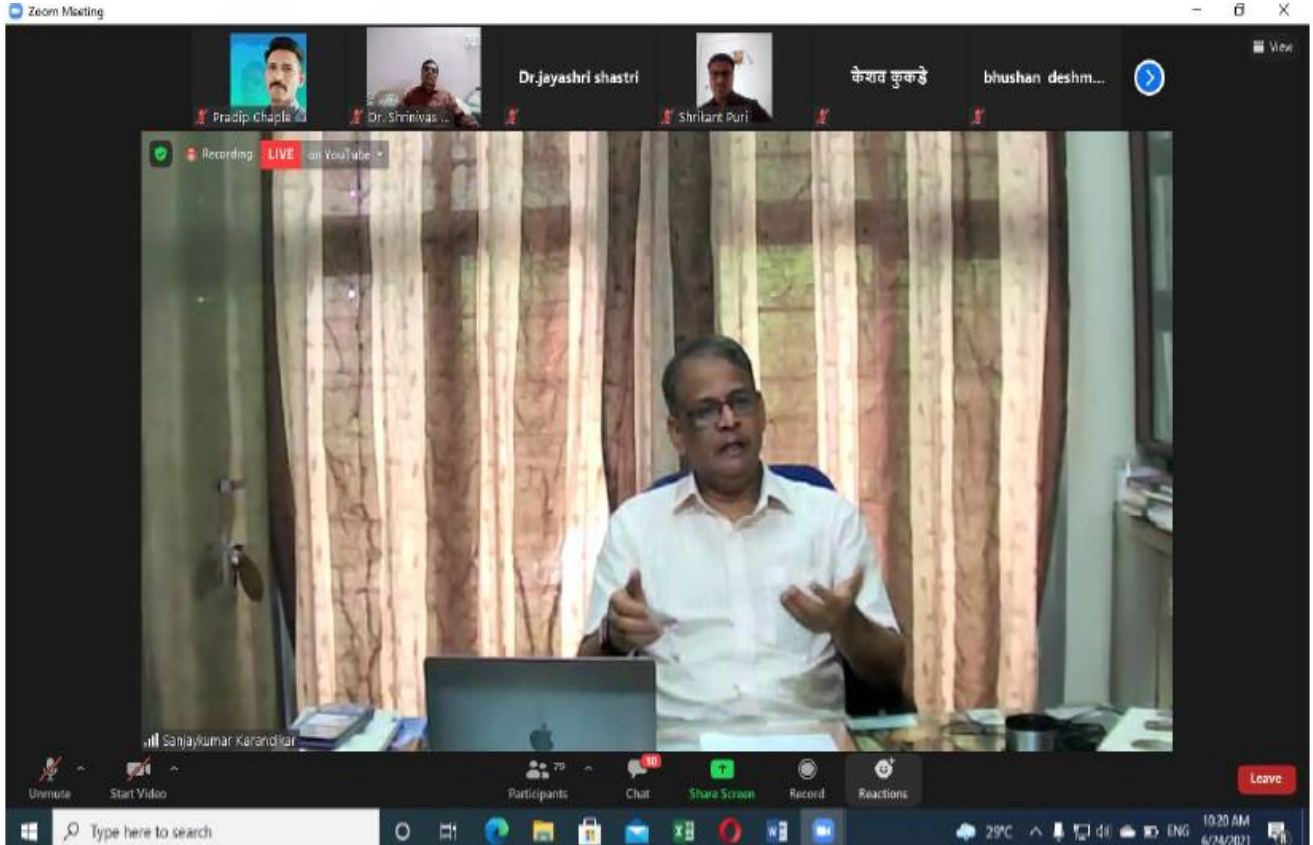 Zoom Meeting
View
Dr.jayashri shastri
केशव कुकडे
bhushan deshm...
Pradip Chaple
Dr. Shrinivas ...
Shrikant Puri
Recording LIVE on YouTube
Sanjaykumar Karandikar
Unmute
Start Video
79
Participants
10
Chat
Share Screen
Record
Reactions
Leave
Type here to search
29°C
ENG
10:20 AM
6/24/2021